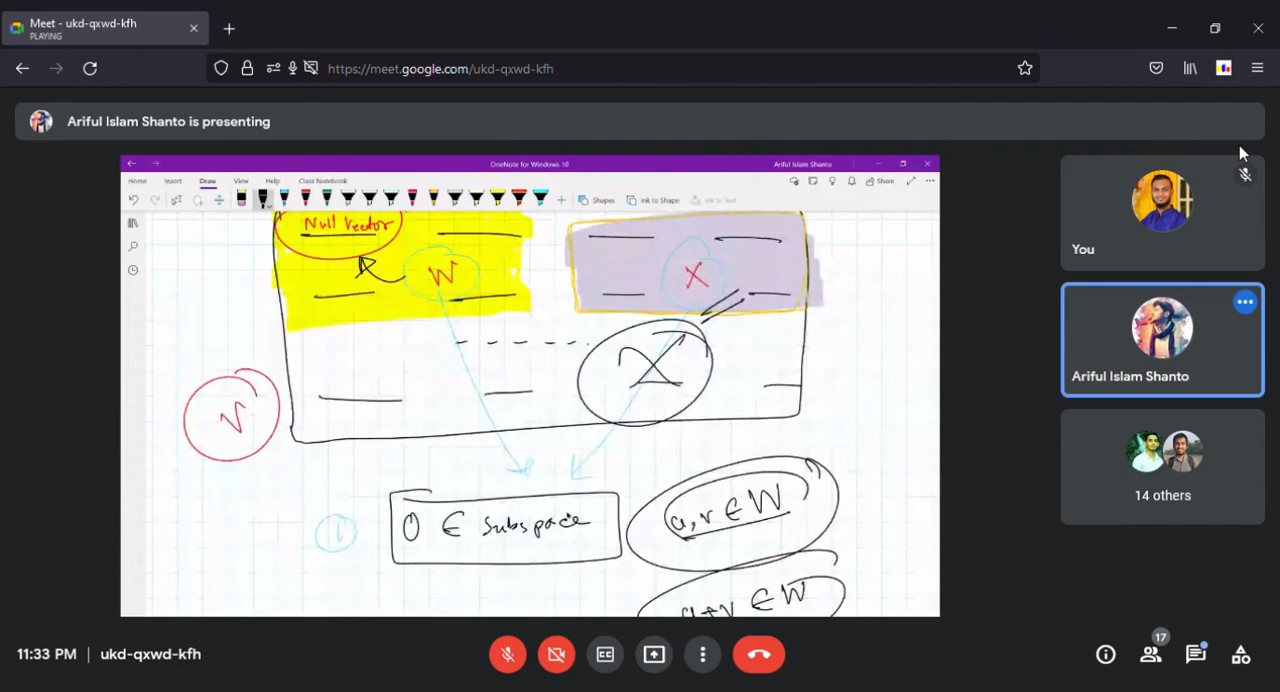 Meet - ukd-qxwd-kfh
PLAYING
https://meet.google.com/ukd-qxwd-kfh
Ariful Islam Shanto is presenting
OneNote for Windows 10
Ariful Islam Shanto
Home Insert Draw View Help Class Notebook
Share
Shapes Ink to Shape Ink to Text
Null Vector
W
X
V
1
0 ∈ Subspace
u, v ∈ W
u+v ∈ W
You
Ariful Islam Shanto
14 others
11:33 PM | ukd-qxwd-kfh
CC
17